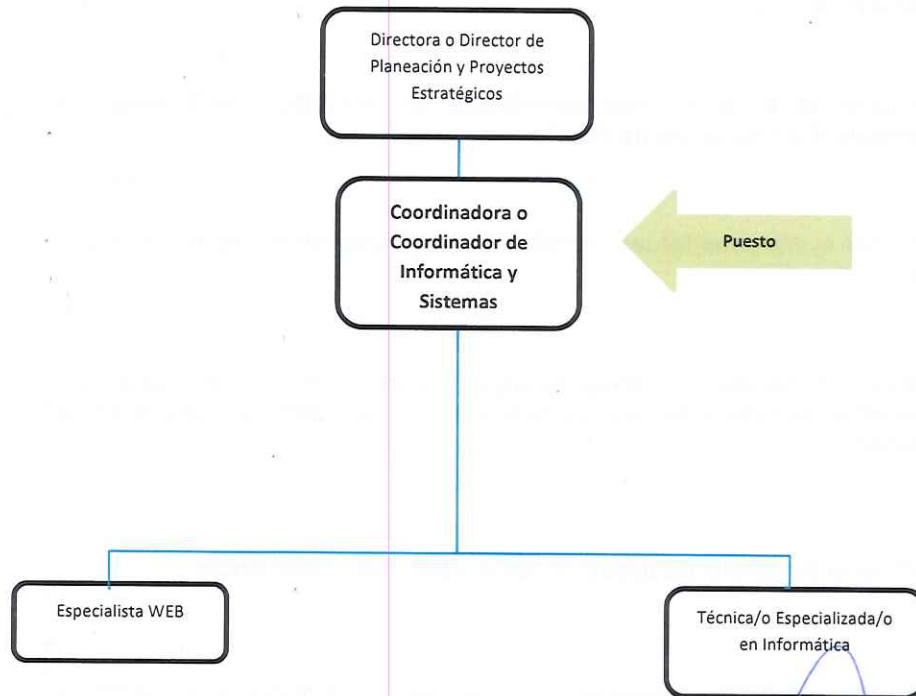 Directora o Director de
Planeación y Proyectos
Estratégicos
Coordinadora o
Coordinador de
Informática y
Sistemas
Puesto
Especialista WEB
Técnica/o Especializada/o
en Informática